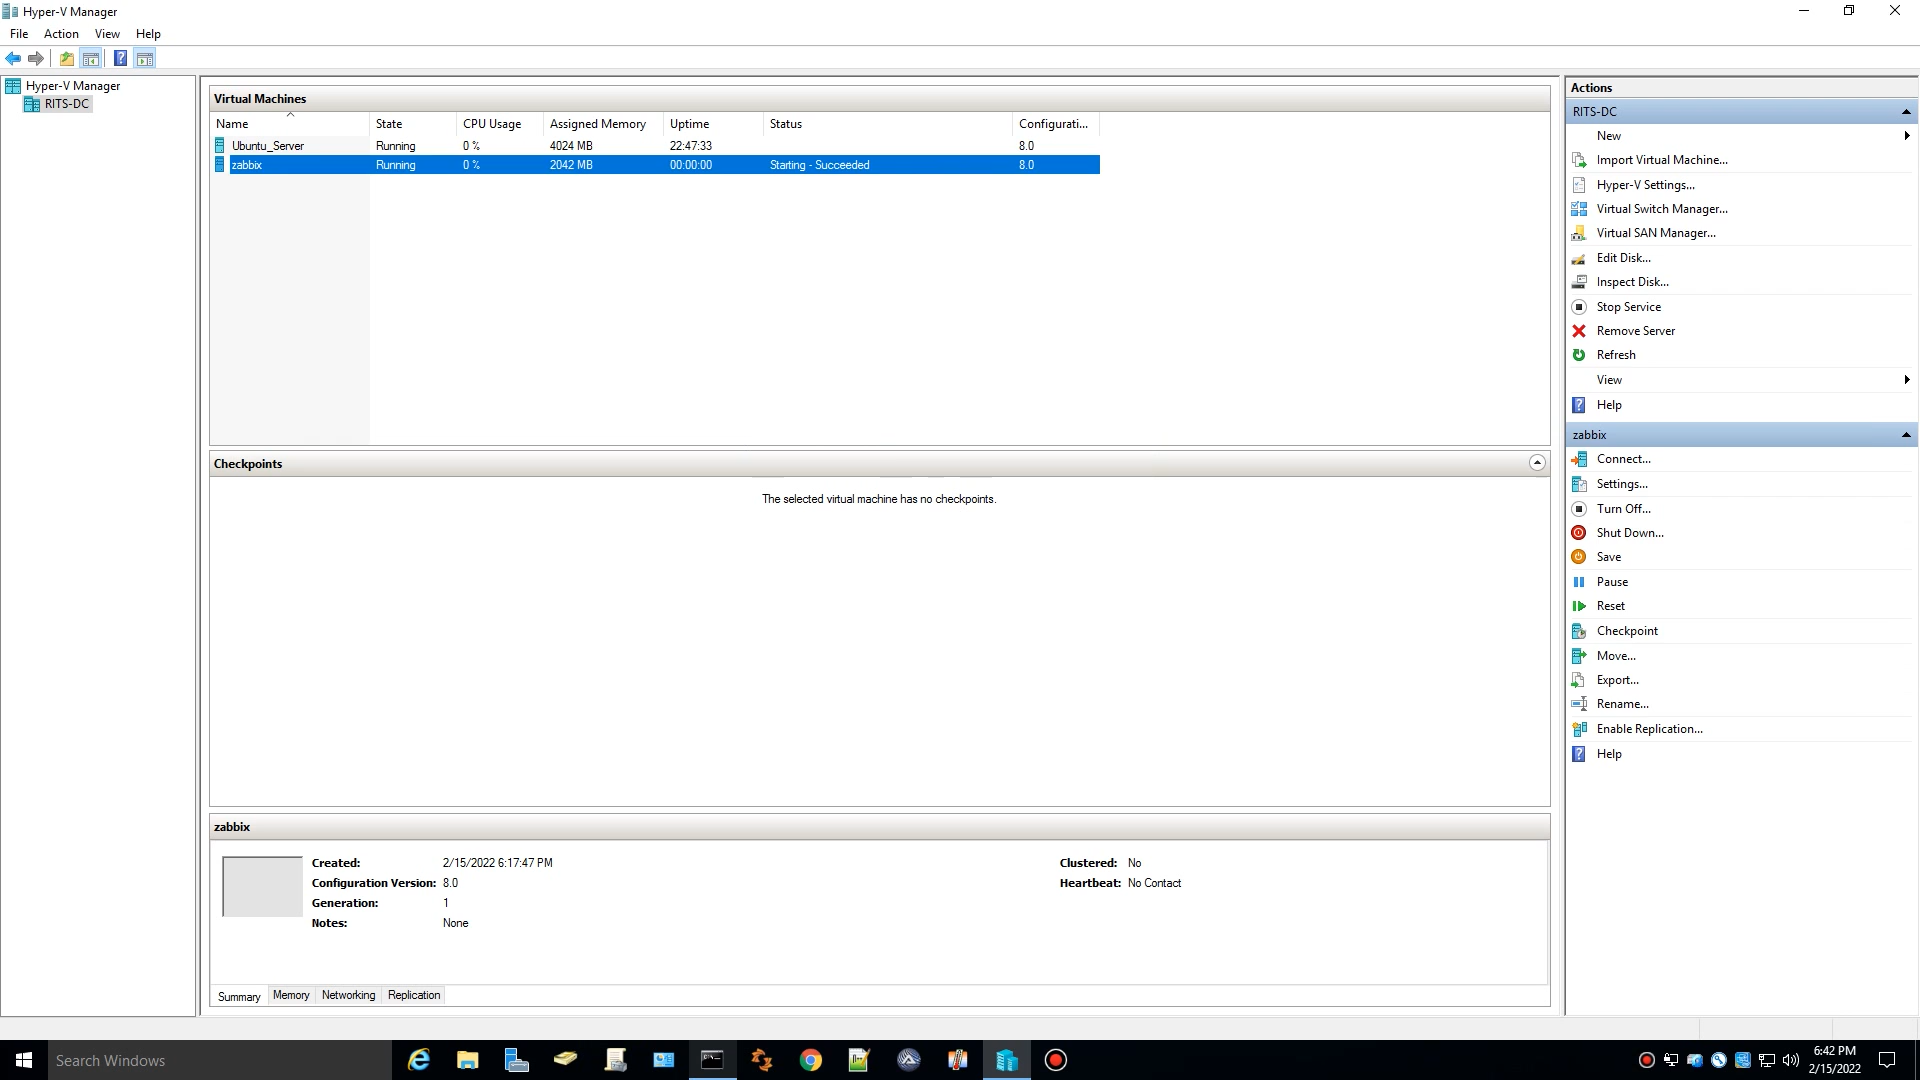 Hyper-V Manager
File Action View Help
Hyper-V Manager
RITS-DC
Virtual Machines
Name State CPU Usage Assigned Memory Uptime Status Configurati...
Ubuntu_Server Running 0 % 4024 MB 22:47:33 8.0
zabbix Running 0 % 2042 MB 00:00:00 Starting - Succeeded 8.0
Checkpoints
The selected virtual machine has no checkpoints.
zabbix
Created: 2/15/2022 6:17:47 PM Clustered: No
Configuration Version: 8.0 Heartbeat: No Contact
Generation: 1
Notes: None
Summary Memory Networking Replication
Actions
RITS-DC
New
Import Virtual Machine...
Hyper-V Settings...
Virtual Switch Manager...
Virtual SAN Manager...
Edit Disk...
Inspect Disk...
Stop Service
Remove Server
Refresh
View
Help
zabbix
Connect...
Settings...
Turn Off...
Shut Down...
Save
Pause
Reset
Checkpoint
Move...
Export...
Rename...
Enable Replication...
Help
Search Windows
6:42 PM
2/15/2022